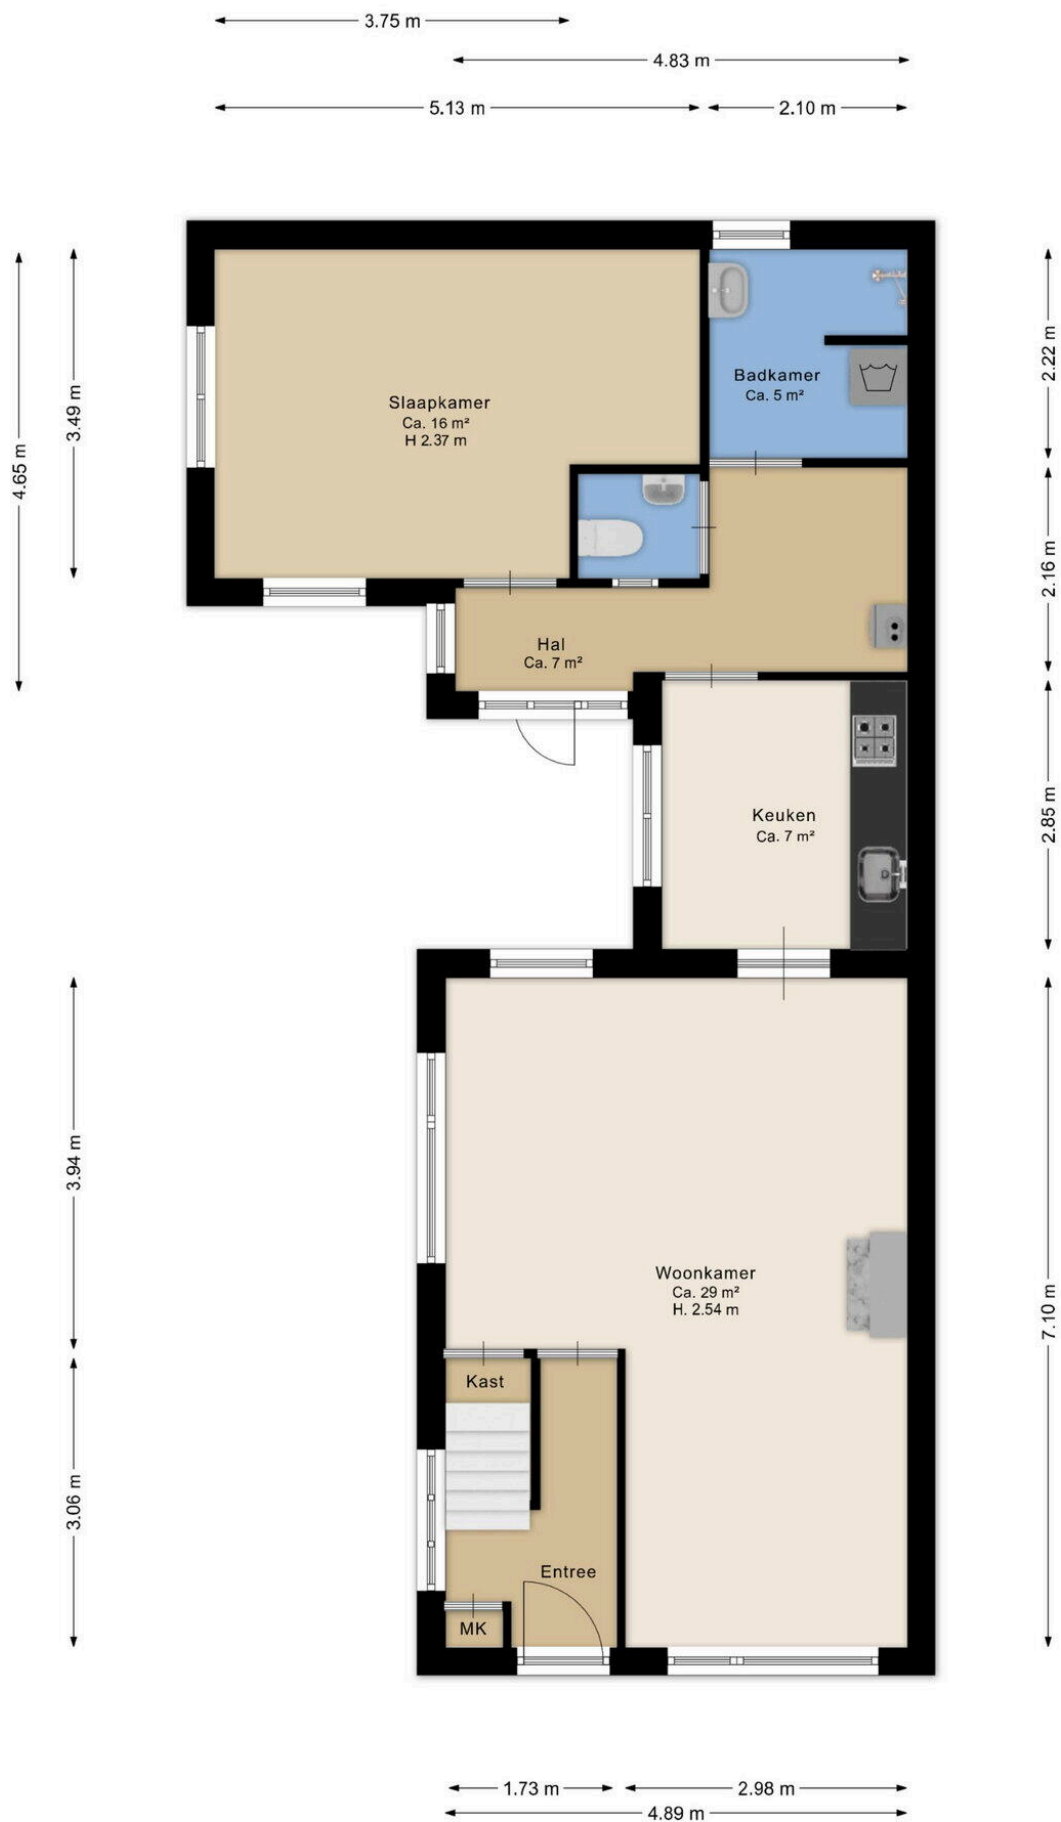 3.75 m
4.83 m
5.13 m
2.10 m
4.65 m
3.49 m
2.22 m
Slaapkamer
Ca. 16 m²
H 2.37 m
Badkamer
Ca. 5 m²
2.16 m
Hal
Ca. 7 m²
Keuken
Ca. 7 m²
2.85 m
3.94 m
Woonkamer
Ca. 29 m²
H. 2.54 m
7.10 m
Kast
3.06 m
Entree
MK
1.73 m
2.98 m
4.89 m